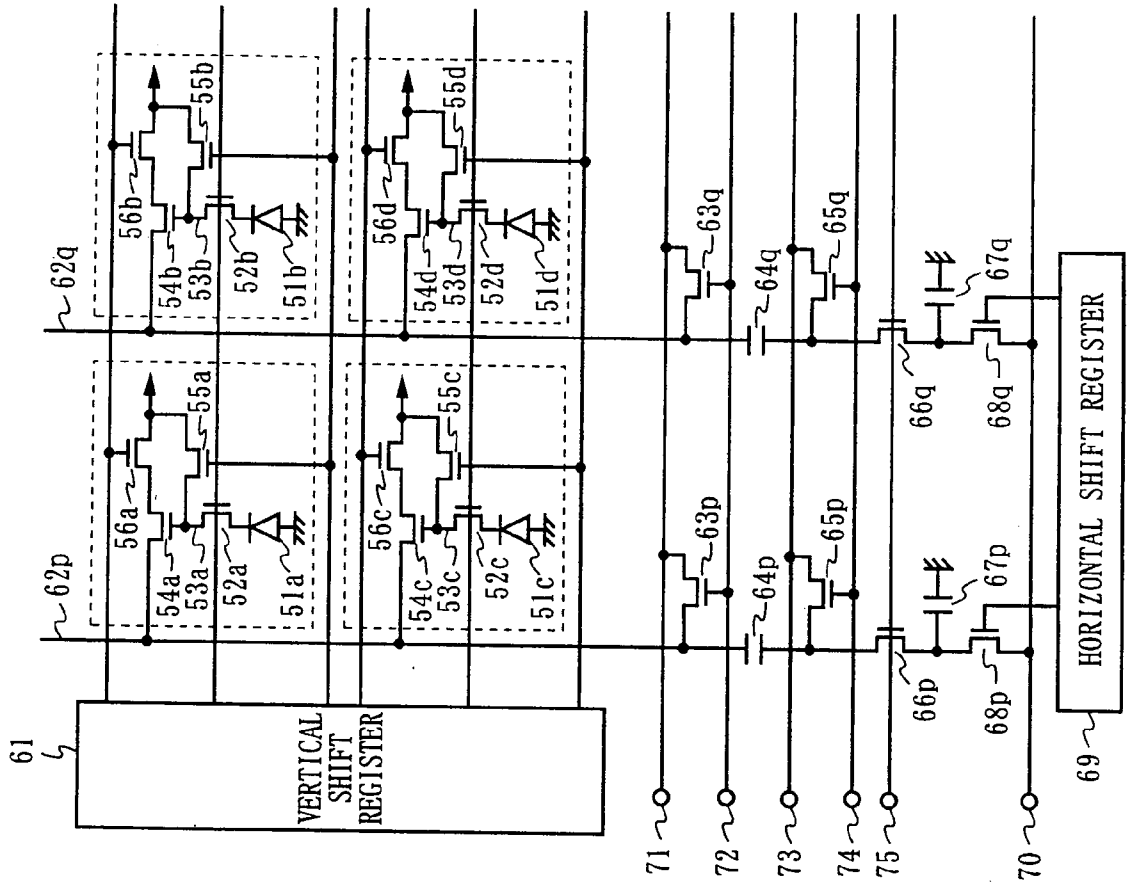 61
VERTICAL
SHIFT
REGISTER
62p
62q
56a
54a
53a
52a
51a
55a
56b
54b
53b
52b
51b
55b
56c
54c
53c
52c
51c
55c
56d
54d
53d
52d
51d
55d
71
72
73
74
75
70
63p
64p
65p
66p
67p
68p
63q
64q
65q
66q
67q
68q
69
HORIZONTAL SHIFT REGISTER